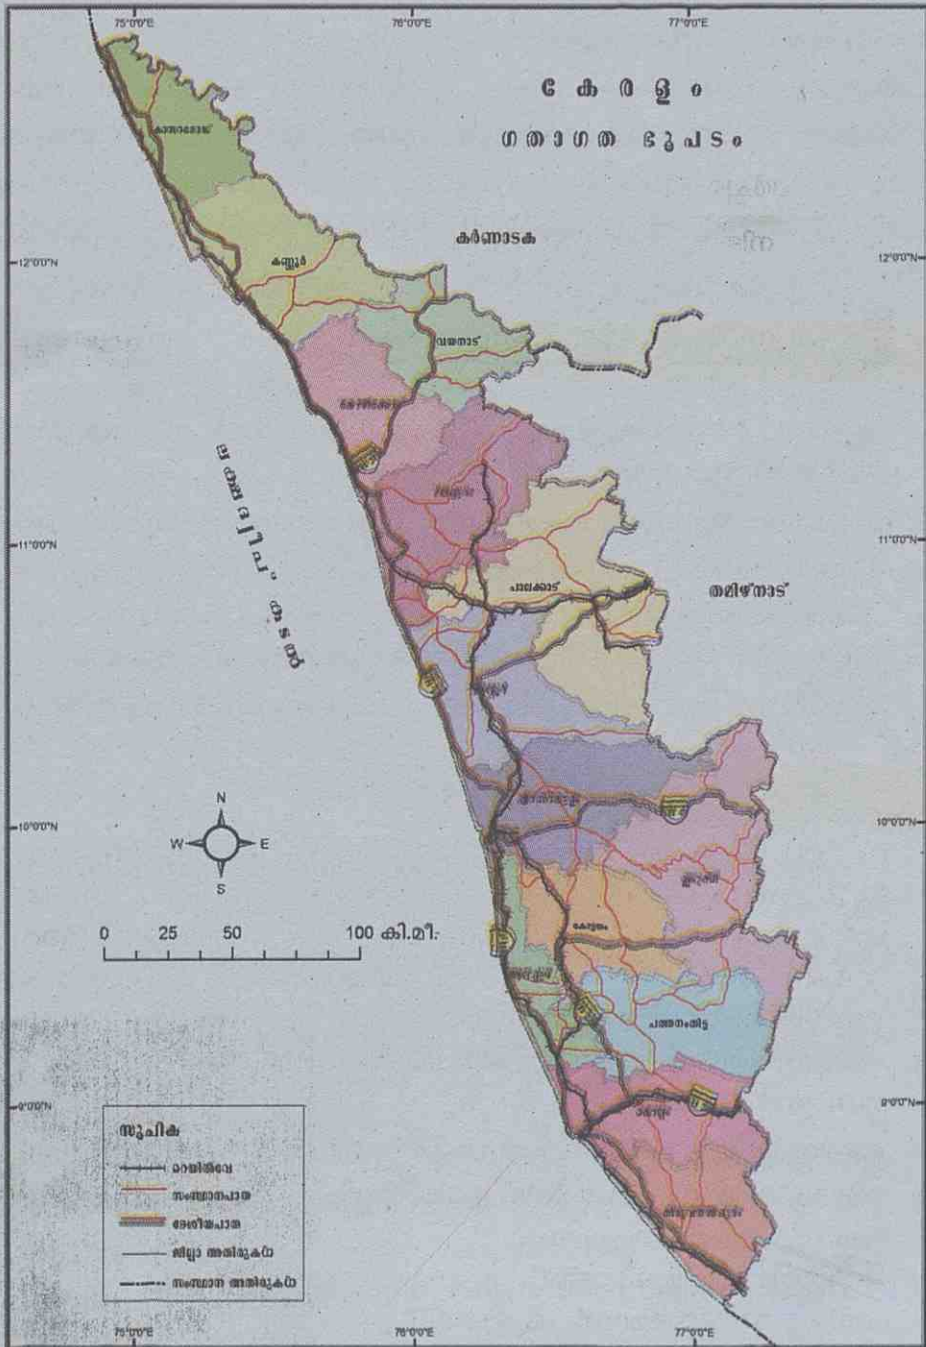 75°0'0"E 76°0'0"E 77°0'0"E
കേരളം
ഗതാഗത ഭൂപടം
കാസറഗോഡ്
കർണാടക
12°0'0"N 12°0'0"N
കണ്ണൂർ
വയനാട്
11°0'0"N 11°0'0"N
പാലക്കാട്
തമിഴ്നാട്
ലക്ഷദ്വീപ് കടൽ
N
W E
S
10°0'0"N 10°0'0"N
0 25 50 100 കി.മീ.
കോട്ടയം
പത്തനംതിട്ട
9°0'0"N 9°0'0"N
കൊല്ലം
സൂചിക
റെയിൽവേ
സംസ്ഥാനപാത
ദേശീയപാത
ജില്ലാ അതിരുകൾ
സംസ്ഥാന അതിരുകൾ
75°0'0"E 76°0'0"E 77°0'0"E